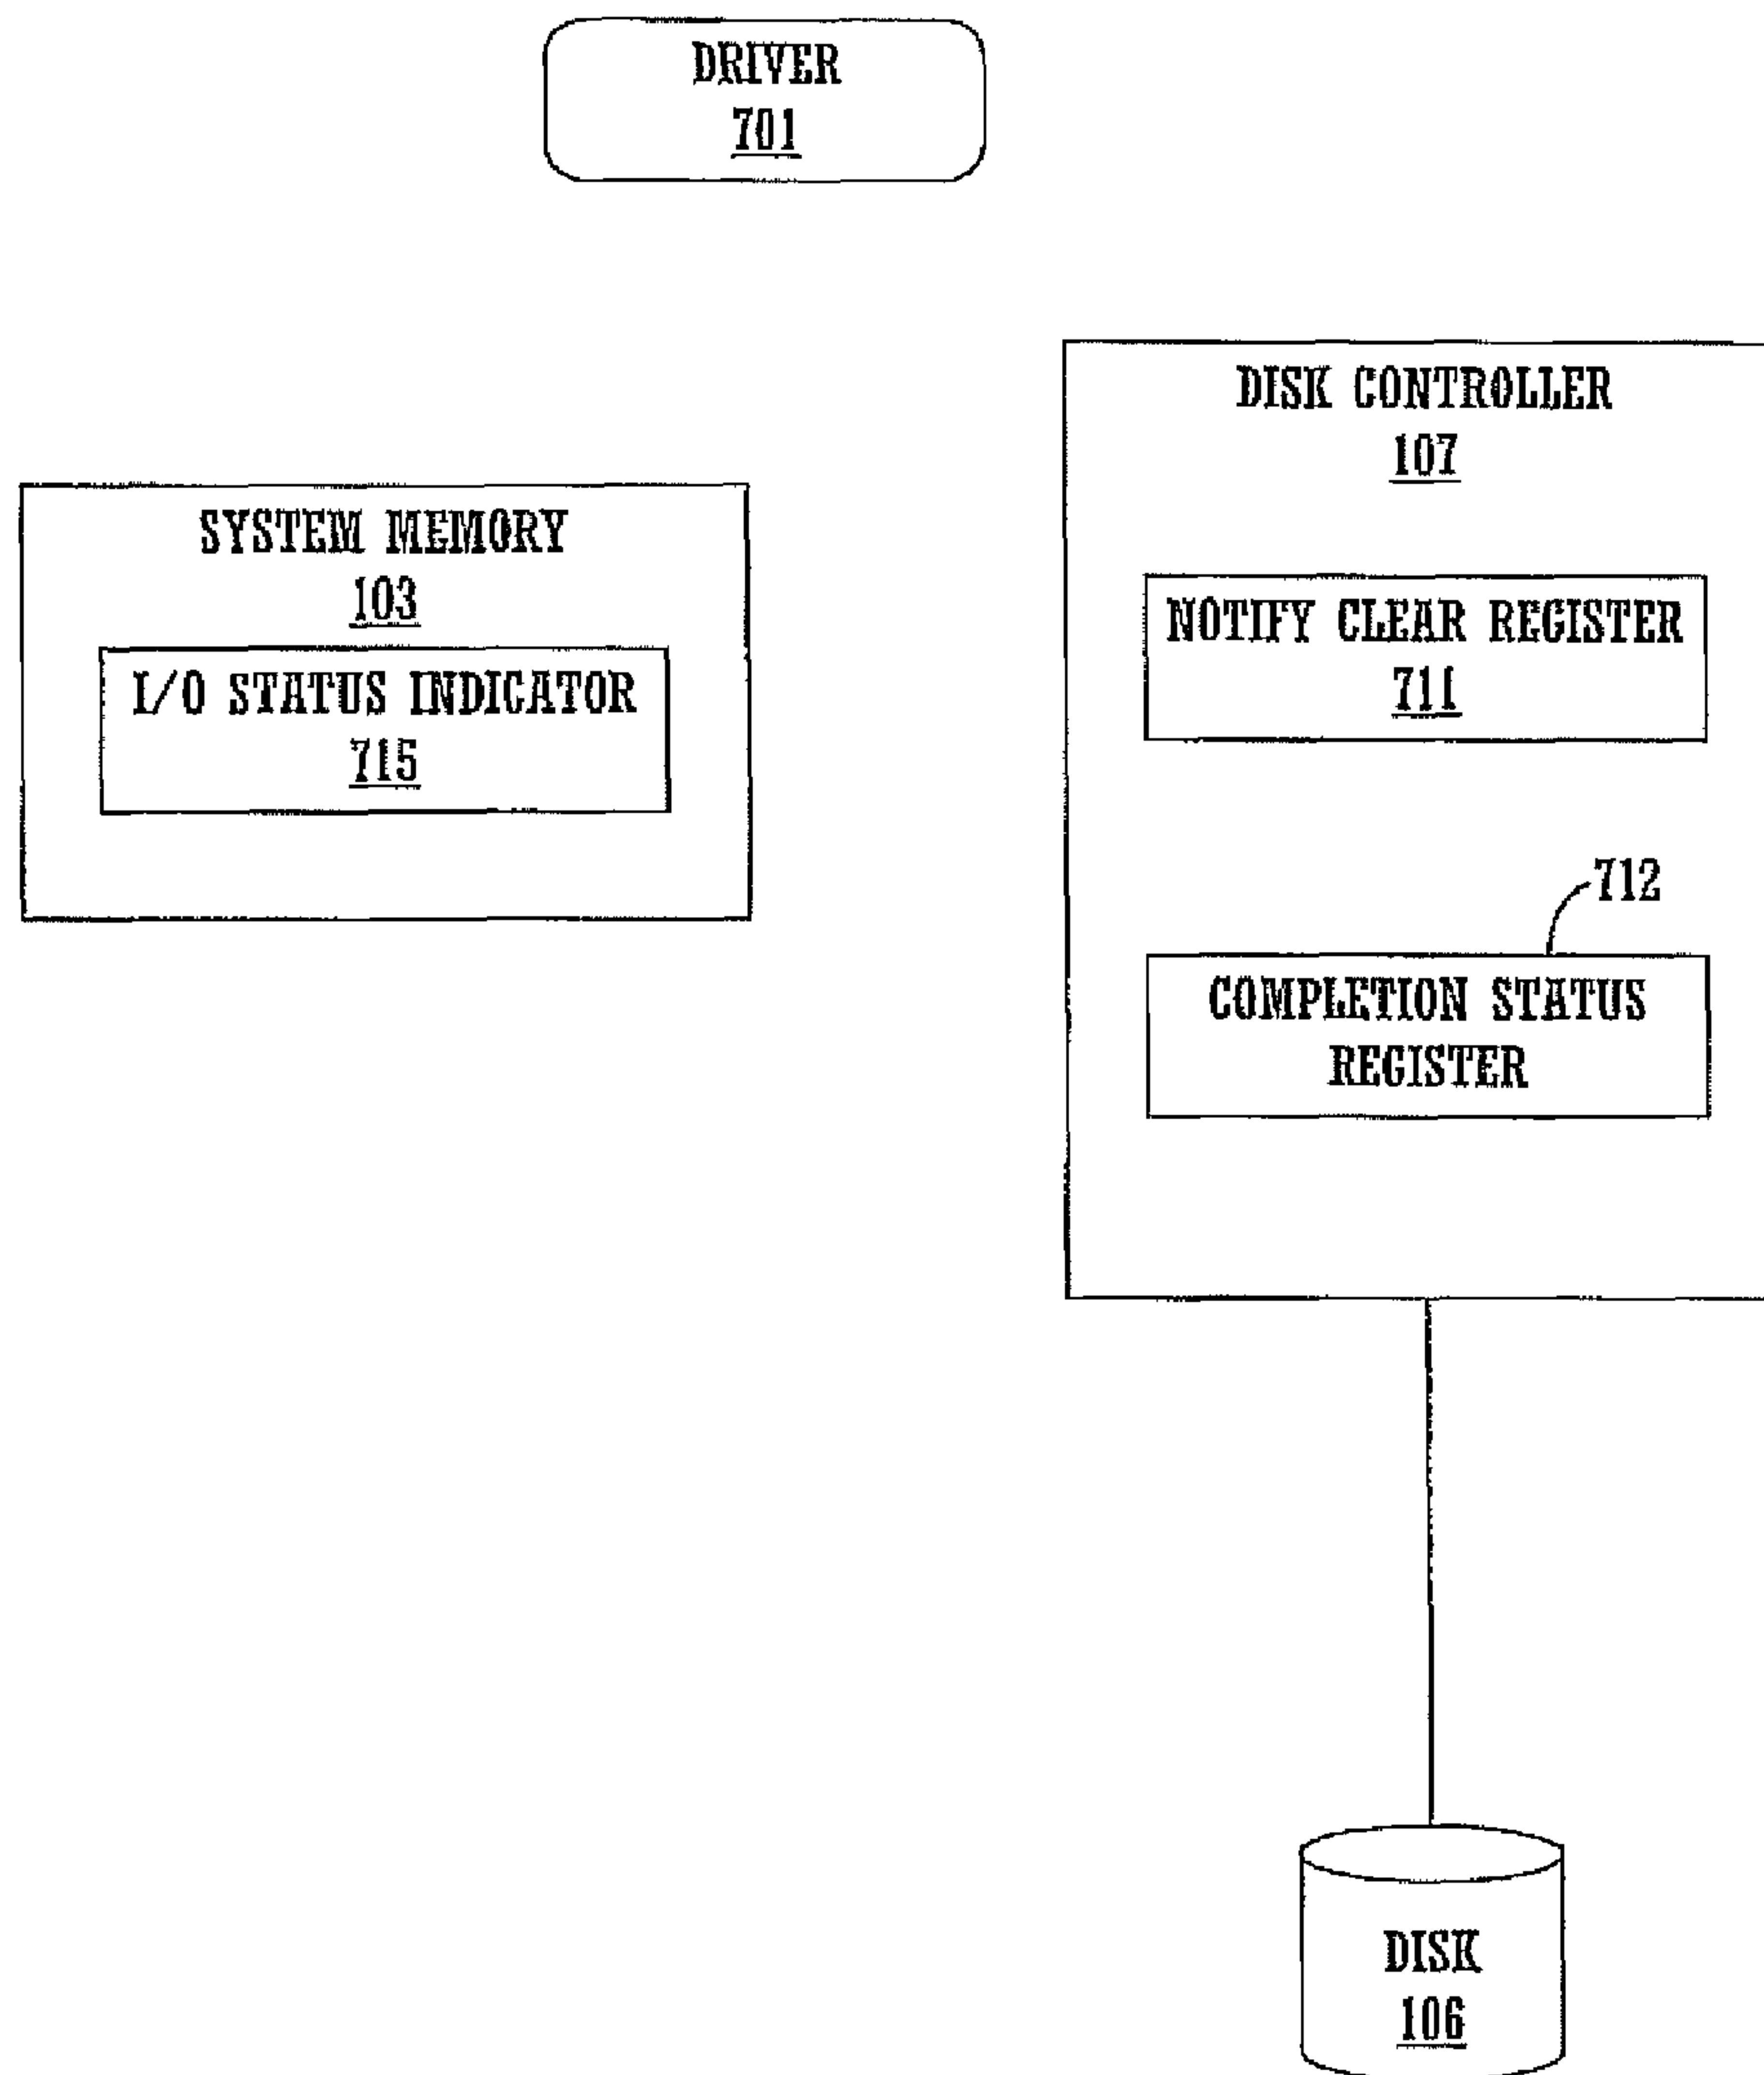 DRIVER
701
DISK CONTROLLER
107
SYSTEM MEMORY
103
I/O STATUS INDICATOR
715
NOTIFY CLEAR REGISTER
711
712
COMPLETION STATUS
REGISTER
DISK
106